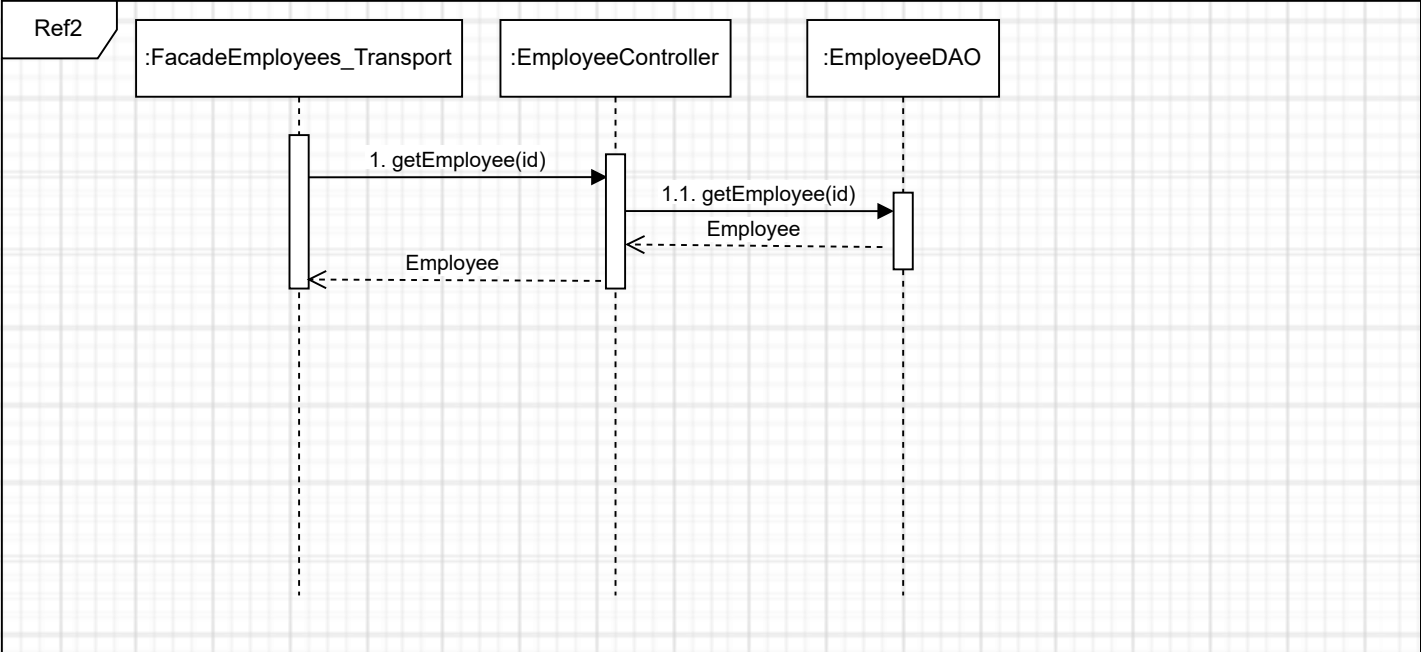 Ref2
:FacadeEmployees_Transport
:EmployeeController
:EmployeeDAO
1. getEmployee(id)
1.1. getEmployee(id)
Employee
Employee